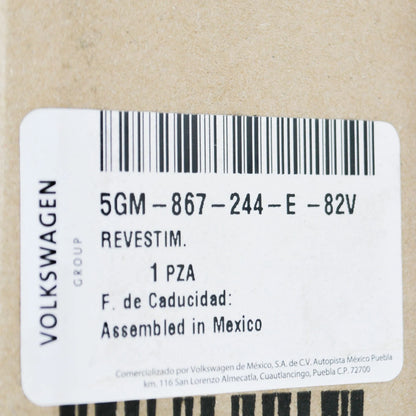 VOLKSWAGEN
GROUP
5GM-867-244-E -82V
REVESTIM.
1 PZA
F. de Caducidad:
Assembled in Mexico
Comercializado por Volkswagen de México, S.A. de C.V. Autopista México Puebla
km. 116 San Lorenzo Almecatla, Cuautlancingo, Puebla C.P. 72700